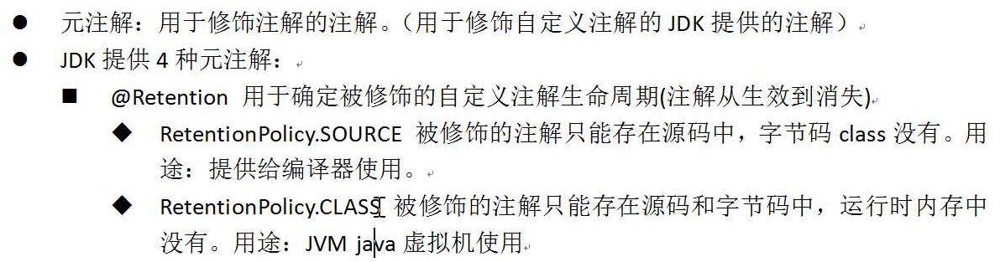 ● 元注解：用于修饰注解的注解。（用于修饰自定义注解的 JDK 提供的注解）
● JDK 提供 4 种元注解：
■ @Retention 用于确定被修饰的自定义注解生命周期(注解从生效到消失)
◆ RetentionPolicy.SOURCE 被修饰的注解只能存在源码中，字节码 class 没有。用
途：提供给编译器使用。
◆ RetentionPolicy.CLASS 被修饰的注解只能存在源码和字节码中，运行时内存中
没有。用途：JVM java 虚拟机使用